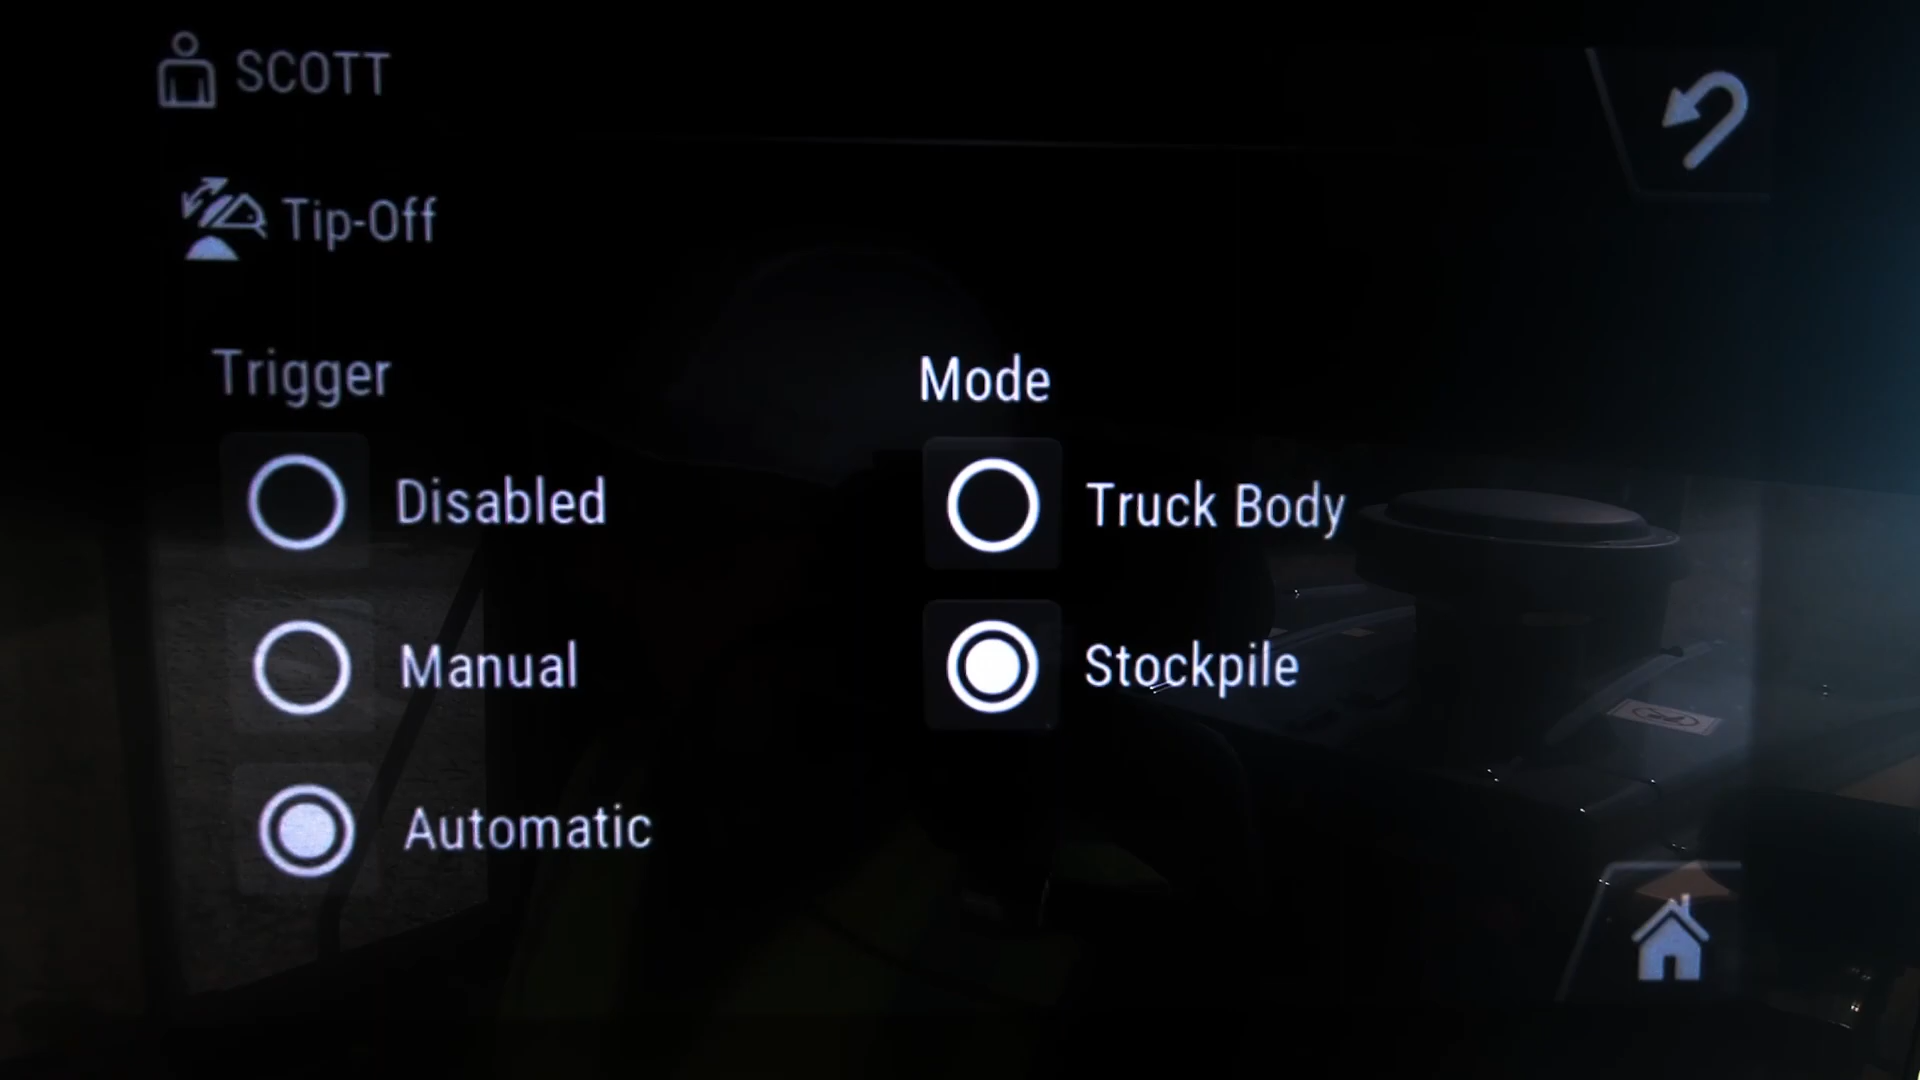 SCOTT
Tip-Off
Trigger
Disabled
Manual
Automatic
Mode
Truck Body
Stockpile